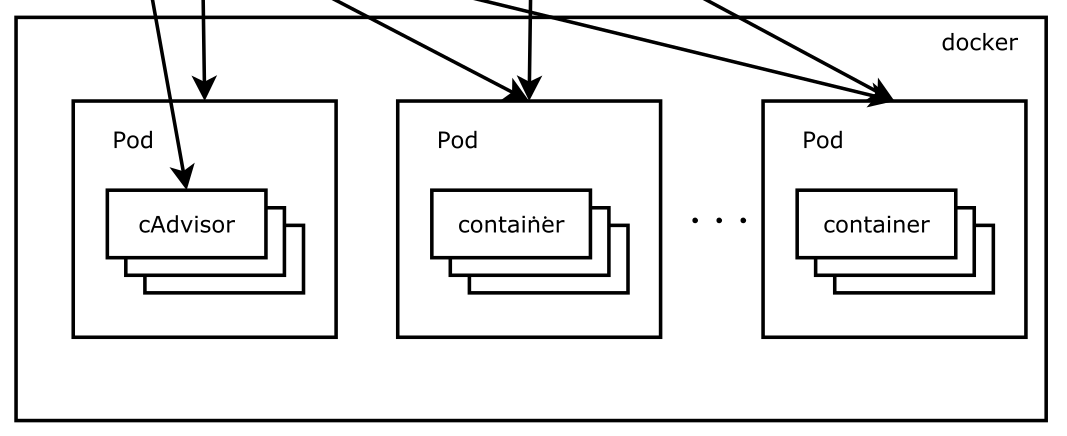 docker
Pod
Pod
Pod
cAdvisor
container
. . .
container